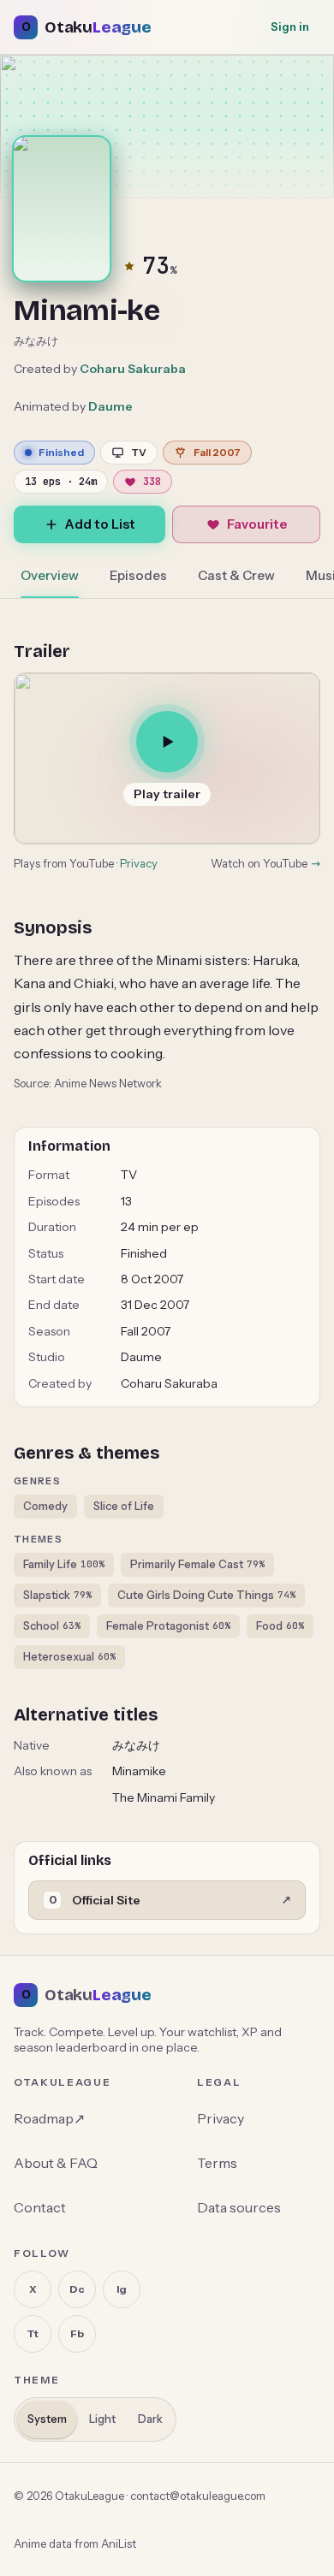 O OtakuLeague Sign in
★ 73%
Minami-ke
みなみけ
Created by Coharu Sakuraba
Animated by Daume
Finished TV Fall 2007
13 eps · 24m 338
+ Add to List Favourite
Overview Episodes Cast & Crew Musi
Trailer
Play trailer
Plays from YouTube · Privacy Watch on YouTube →
Synopsis
There are three of the Minami sisters: Haruka,
Kana and Chiaki, who have an average life. The
girls only have each other to depend on and help
each other get through everything from love
confessions to cooking.
Source: Anime News Network
Information
Format TV
Episodes 13
Duration 24 min per ep
Status Finished
Start date 8 Oct 2007
End date 31 Dec 2007
Season Fall 2007
Studio Daume
Created by Coharu Sakuraba
Genres & themes
GENRES
Comedy Slice of Life
THEMES
Family Life 100% Primarily Female Cast 79%
Slapstick 79% Cute Girls Doing Cute Things 74%
School 63% Female Protagonist 60% Food 60%
Heterosexual 60%
Alternative titles
Native みなみけ
Also known as Minamike
The Minami Family
Official links
O Official Site ↗
O OtakuLeague
Track. Compete. Level up. Your watchlist, XP and
seasonal leaderboard in one place.
OTAKULEAGUE LEGAL
Roadmap↗ Privacy
About & FAQ Terms
Contact Data sources
FOLLOW
X Dc Ig
Tt Fb
THEME
System Light Dark
© 2026 OtakuLeague · contact@otakuleague.com
Anime data from AniList